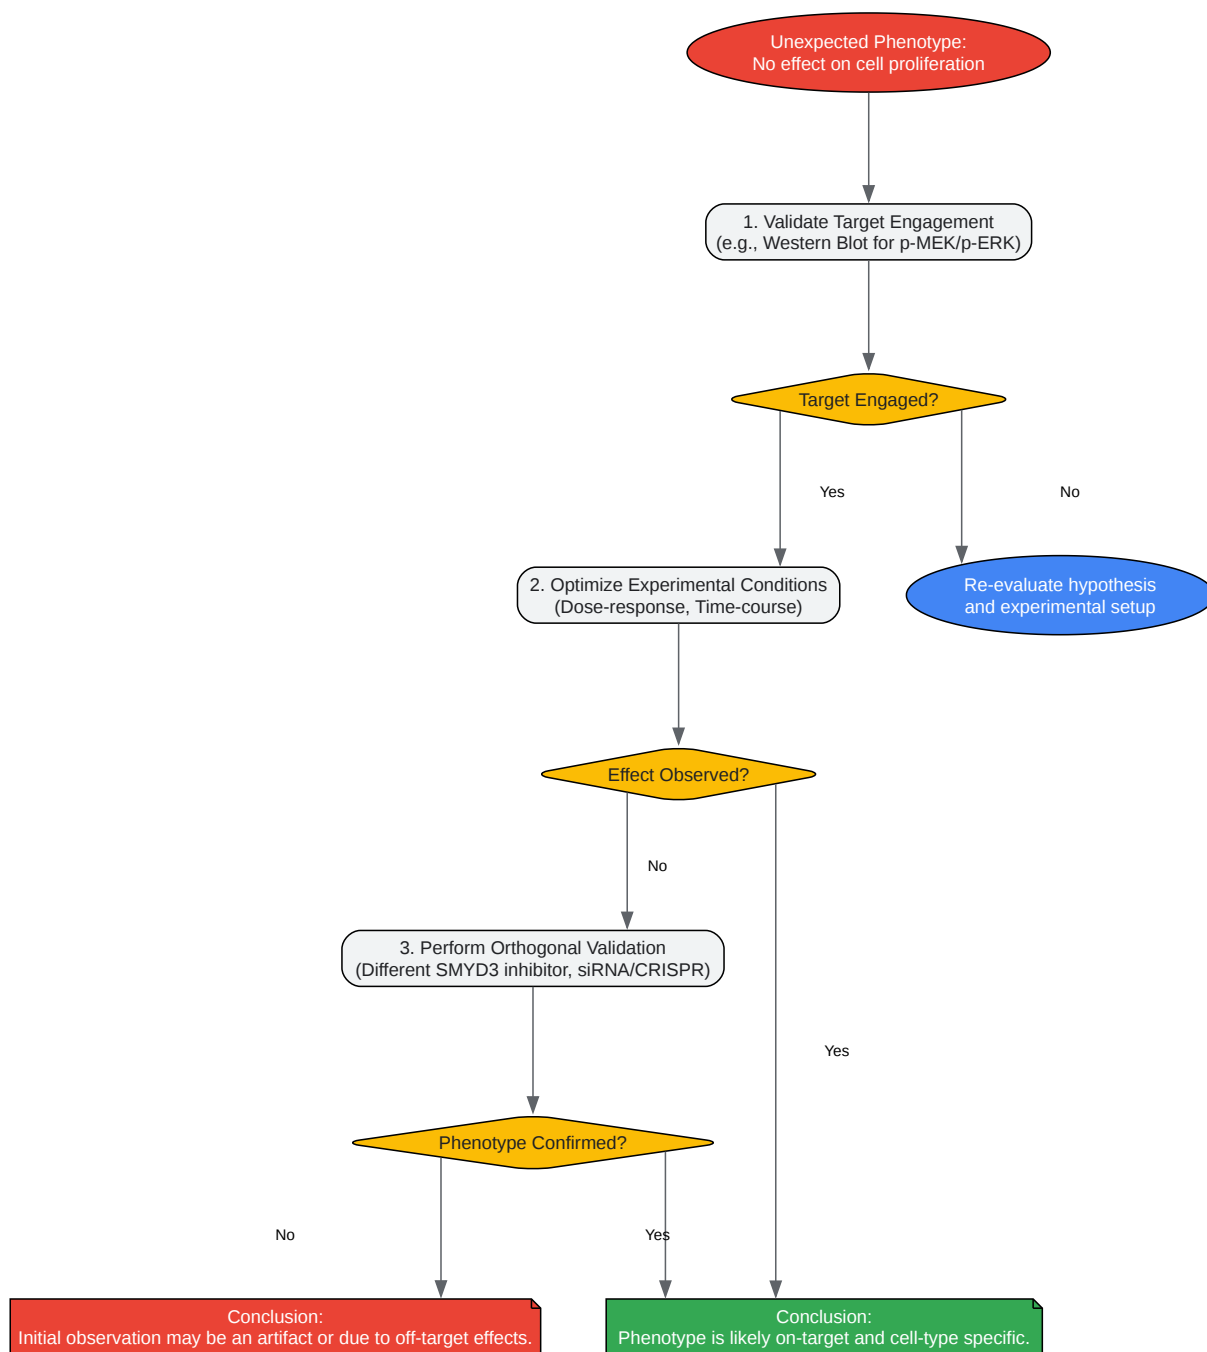 Unexpected Phenotype:
No effect on cell proliferation
1. Validate Target Engagement
(e.g., Western Blot for p-MEK/p-ERK)
Target Engaged?
Yes
No
2. Optimize Experimental Conditions
(Dose-response, Time-course)
Re-evaluate hypothesis
and experimental setup
Effect Observed?
No
3. Perform Orthogonal Validation
(Different SMYD3 inhibitor, siRNA/CRISPR)
Yes
Phenotype Confirmed?
No
Yes
Conclusion:
Initial observation may be an artifact or due to off-target effects.
Conclusion:
Phenotype is likely on-target and cell-type specific.